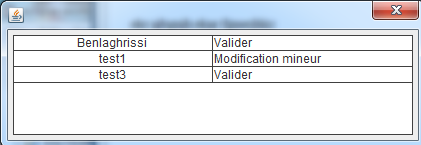 Benlaghrissi Valider
test1 Modification mineur
test3 Valider